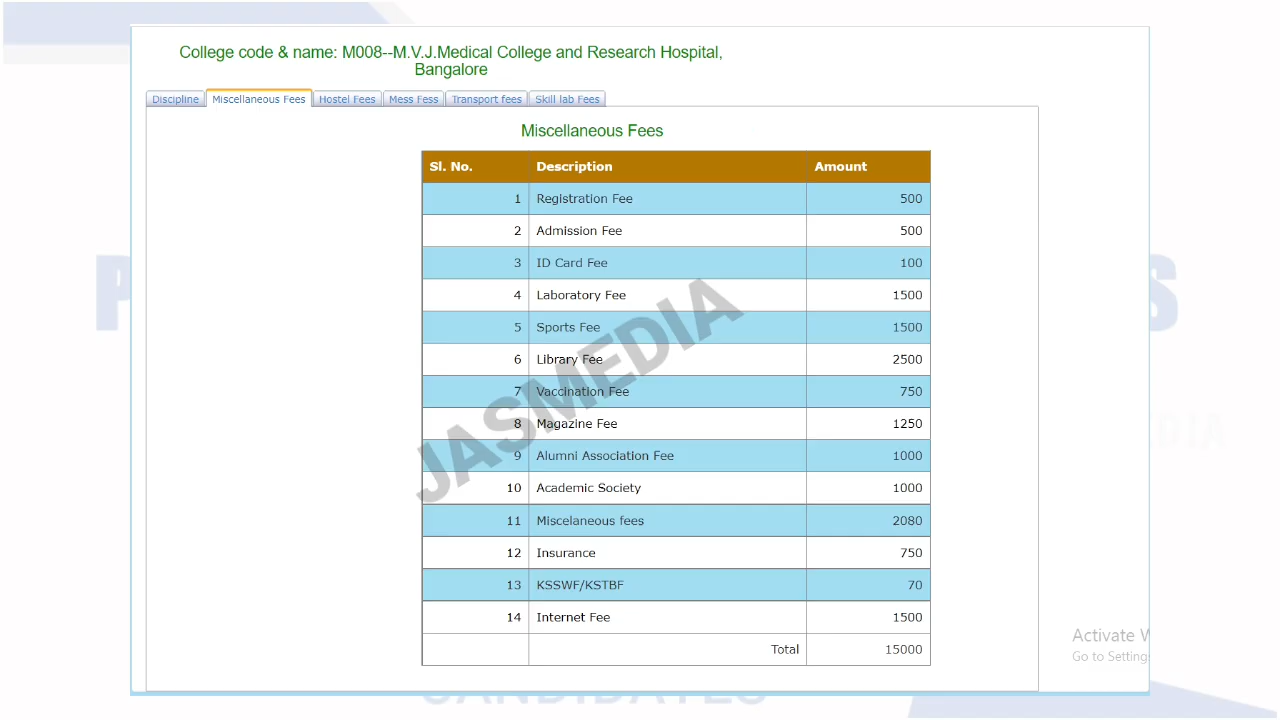 College code & name: M008--M.V.J.Medical College and Research Hospital,
Bangalore
Discipline Miscellaneous Fees Hostel Fees Mess Fess Transport fees Skill lab Fees
Miscellaneous Fees
Sl. No. Description Amount
1 Registration Fee 500
2 Admission Fee 500
3 ID Card Fee 100
4 Laboratory Fee 1500
5 Sports Fee 1500
6 Library Fee 2500
7 Vaccination Fee 750
8 Magazine Fee 1250
9 Alumni Association Fee 1000
10 Academic Society 1000
11 Miscelaneous fees 2080
12 Insurance 750
13 KSSWF/KSTBF 70
14 Internet Fee 1500
Total 15000
JASMEDIA
Activate
Go to Settings
CANDIDATES